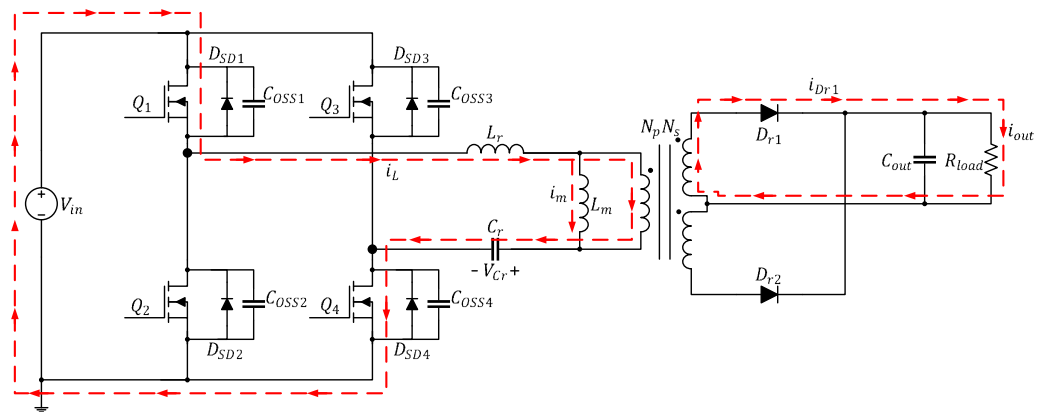 D_SD1
D_SD3
Q_1
C_OSS1
Q_3
C_OSS3
i_Dr1
N_p N_s
D_r1
i_out
L_r
C_out
R_load
i_L
i_m
L_m
V_in
C_r
- V_Cr +
D_r2
Q_2
C_OSS2
Q_4
C_OSS4
D_SD2
D_SD4